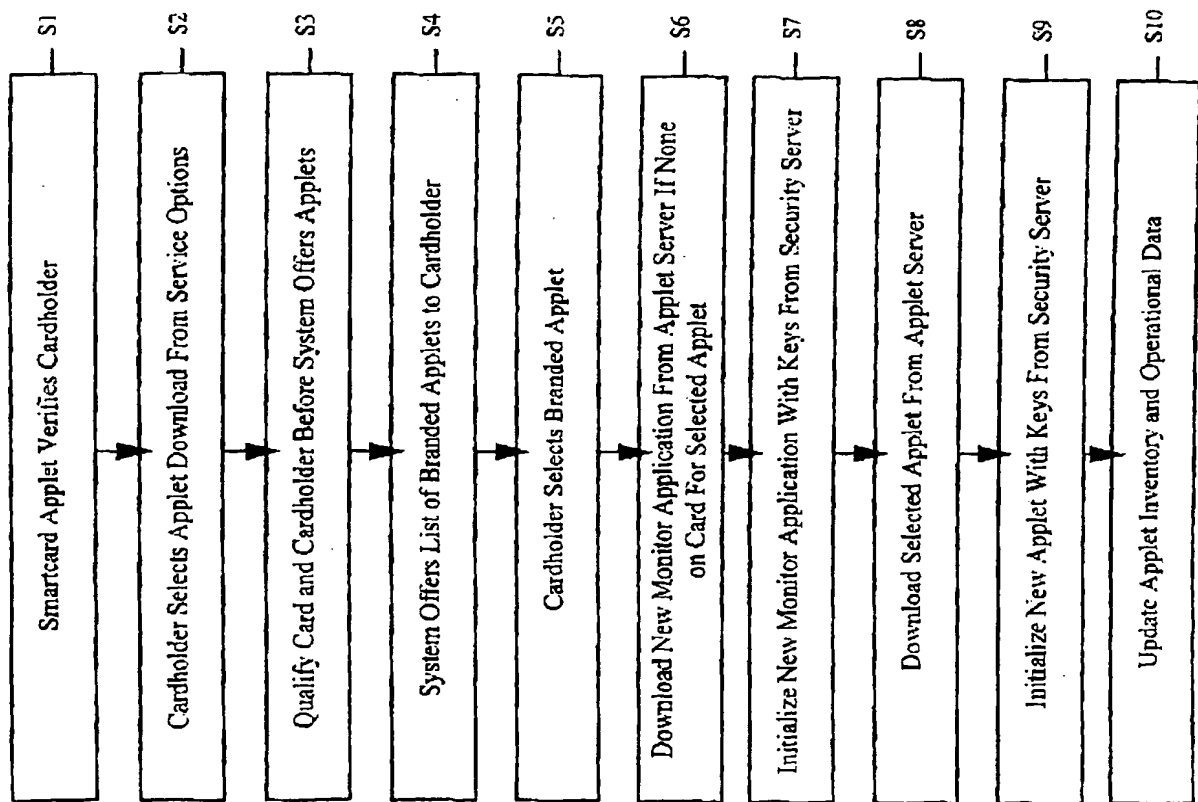 Smartcard Applet Verifies Cardholder
S1
Cardholder Selects Applet Download From Service Options
S2
Qualify Card and Cardholder Before System Offers Applets
S3
System Offers List of Branded Applets to Cardholder
S4
Cardholder Selects Branded Applet
S5
Download New Monitor Application From Applet Server If None
on Card For Selected Applet
S6
Initialize New Monitor Application With Keys From Security Server
S7
Download Selected Applet From Applet Server
S8
Initialize New Applet With Keys From Security Server
S9
Update Applet Inventory and Operational Data
S10